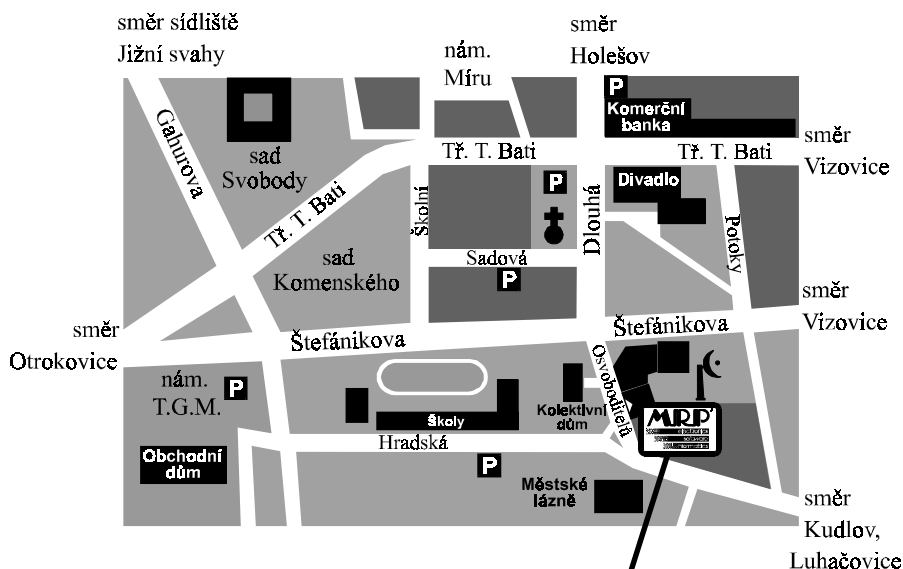 směr sídliště
Jižní svahy
směr
Holešov
nám.
Míru
P
Komerční
banka
Gahurova
sad
Svobody
Tř. T. Bati
Tř. T. Bati
směr
Vizovice
Tř. T. Bati
Školní
P
Dlouhá
Divadlo
Potoky
sad
Komenského
Sadová
P
směr
Vizovice
směr
Otrokovice
Štefánikova
Štefánikova
nám.
T.G.M.
P
Osvoboditelů
Školy
Kolektivní
dům
MRP
Hradská
Obchodní
dům
P
Městské
lázně
směr
Kudlov,
Luhačovice